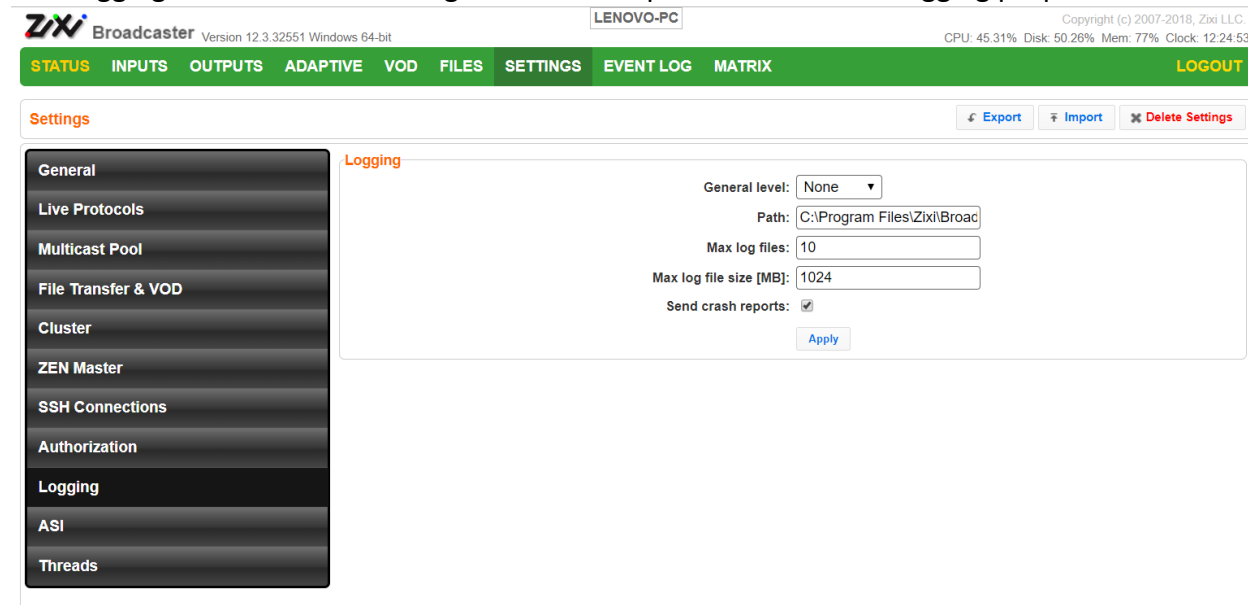 ZiXi Broadcaster Version 12.3.32551 Windows 64-bit
LENOVO-PC
Copyright (c) 2007-2018, Zixi LLC.
CPU: 45.31% Disk: 50.26% Mem: 77% Clock: 12:24:53
STATUS INPUTS OUTPUTS ADAPTIVE VOD FILES SETTINGS EVENT LOG MATRIX LOGOUT
Settings
Export Import Delete Settings
General
Live Protocols
Multicast Pool
File Transfer & VOD
Cluster
ZEN Master
SSH Connections
Authorization
Logging
ASI
Threads
Logging
General level: None
Path: C:\Program Files\Zixi\Broad
Max log files: 10
Max log file size [MB]: 1024
Send crash reports:
Apply